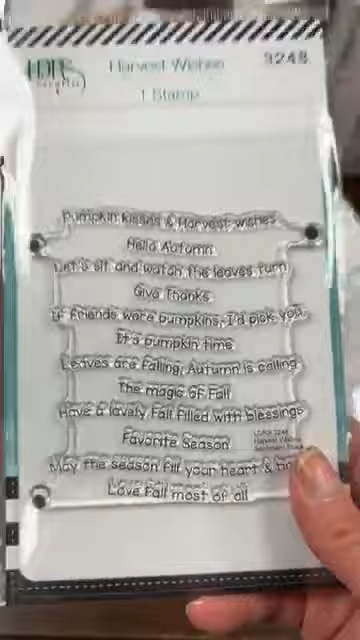 Harvest Wishes
3248
1 Stamp
Pumpkin kisses & Harvest wishes
Hello Autumn
Let's sit and watch the leaves turn
Give Thanks
If friends were pumpkins, I'd pick you
It's pumpkin time
Leaves are falling, Autumn is calling
The magic of Fall
Have a lovely Fall filled with blessings
Favorite Season
May the season fill your heart & ho
Love Fall most of all